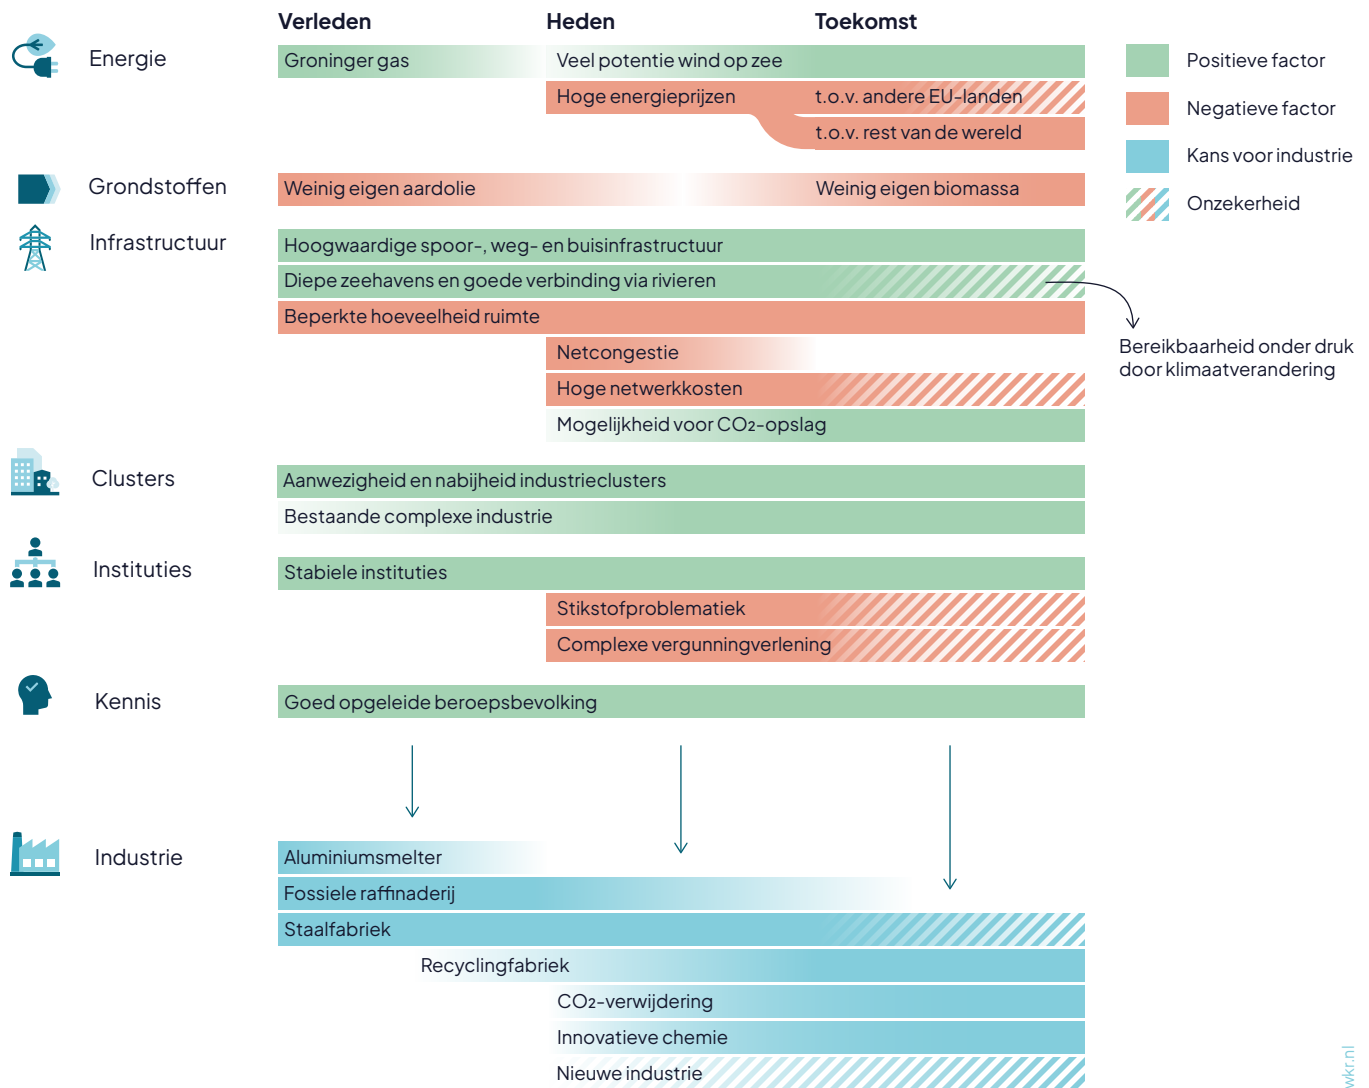 Verleden
Heden
Toekomst
Energie
Groninger gas
Veel potentie wind op zee
Hoge energieprijzen
t.o.v. andere EU-landen
t.o.v. rest van de wereld
Positieve factor
Negatieve factor
Kans voor industrie
Onzekerheid
Grondstoffen
Weinig eigen aardolie
Weinig eigen biomassa
Infrastructuur
Hoogwaardige spoor-, weg- en buisinfrastructuur
Diepe zeehavens en goede verbinding via rivieren
Beperkte hoeveelheid ruimte
Netcongestie
Hoge netwerkkosten
Mogelijkheid voor CO₂-opslag
Bereikbaarheid onder druk
door klimaatverandering
Clusters
Aanwezigheid en nabijheid industrieclusters
Bestaande complexe industrie
Instituties
Stabiele instituties
Stikstofproblematiek
Complexe vergunningverlening
Kennis
Goed opgeleide beroepsbevolking
Industrie
Aluminiumsmelter
Fossiele raffinaderij
Staalfabriek
Recyclingfabriek
CO₂-verwijdering
Innovatieve chemie
Nieuwe industrie
wkr.nl